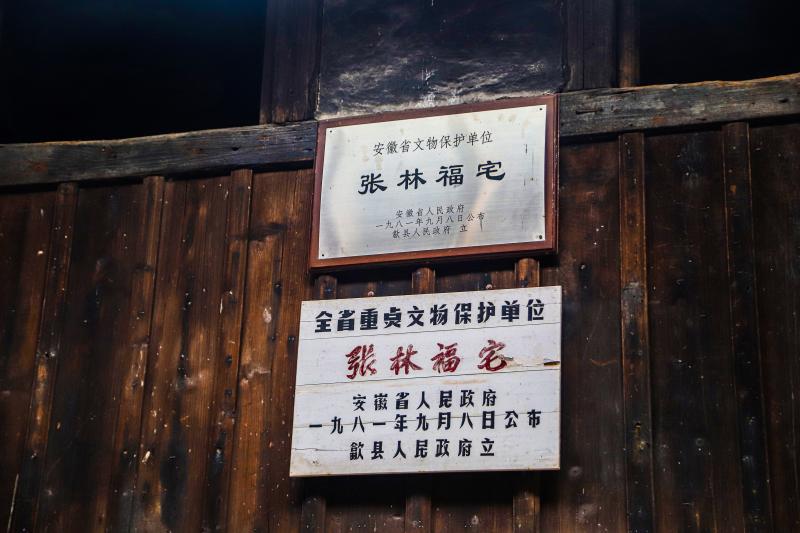 安徽省文物保护单位
张林福宅
安徽省人民政府
一九八一年九月八日公布
歙县人民政府 立
全省重点文物保护单位
張林福宅
安徽省人民政府
一九八一年九月八日公布
歙县人民政府立